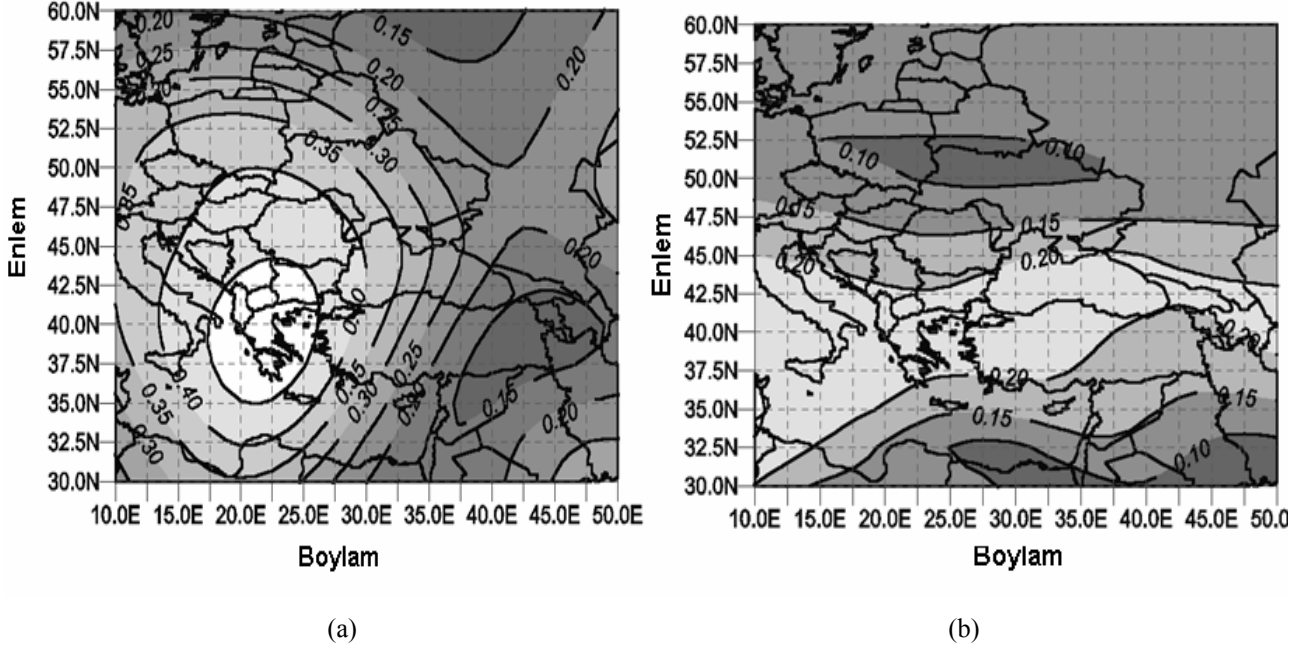 60.0N
57.5N
55.0N
52.5N
50.0N
47.5N
45.0N
42.5N
40.0N
37.5N
35.0N
32.5N
30.0N
Enlem
0.20
0.15
0.25
0.20
0.20
0.25
0.30
0.35
0.20
0.35
0.40
0.25
0.30
0.15
0.20
0.30
10.0E 15.0E 20.0E 25.0E 30.0E 35.0E 40.0E 45.0E 50.0E
Boylam
(a)
60.0N
57.5N
55.0N
52.5N
50.0N
47.5N
45.0N
42.5N
40.0N
37.5N
35.0N
32.5N
30.0N
Enlem
0.10
0.10
0.15
0.15
0.20
0.20
0.20
0.20
0.15
0.15
0.10
10.0E 15.0E 20.0E 25.0E 30.0E 35.0E 40.0E 45.0E 50.0
Boylam
(b)